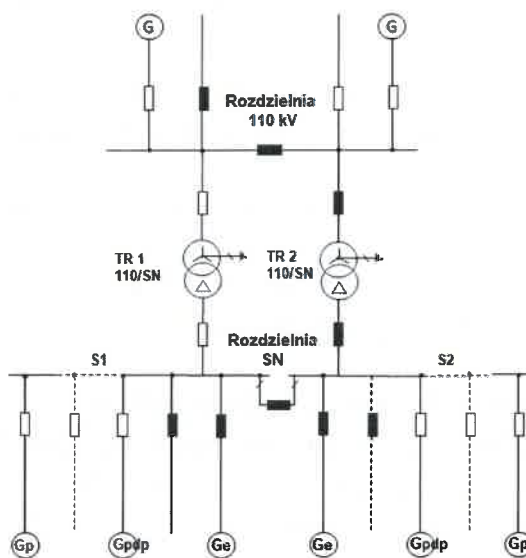 G
G
Rozdzielnia
110 kV
TR 1
110/SN
TR 2
110/SN
Rozdzielnia
SN
S1
S2
Gp
Gpdp
Ge
Ge
Gpdp
Gp